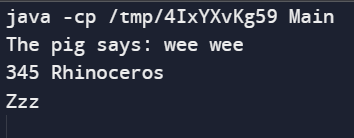 java -cp /tmp/4IxYXvKg59 Main
The pig says: wee wee
345 Rhinoceros
Zzz